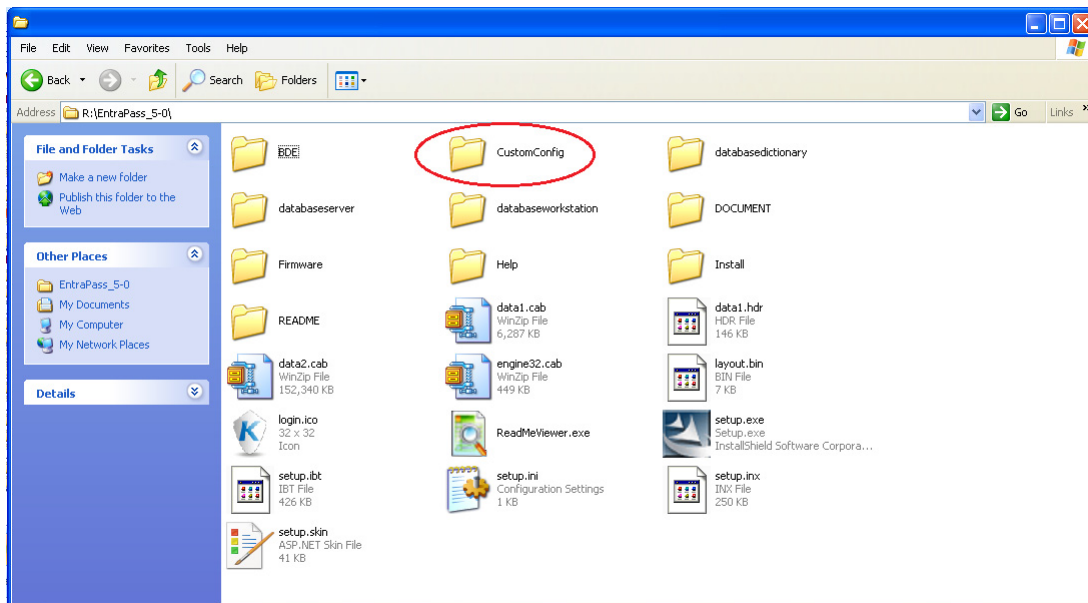 File Edit View Favorites Tools Help
Back Search Folders
Address R:\EntraPass_5-0\ Go Links »
File and Folder Tasks
Make a new folder
Publish this folder to the
Web
Other Places
EntraPass_5-0
My Documents
My Computer
My Network Places
Details
BDE CustomConfig databasedictionary
databaseserver databaseworkstation DOCUMENT
Firmware Help Install
README
data1.cab
WinZip File
6,287 KB
data1.hdr
HDR File
146 KB
data2.cab
WinZip File
152,340 KB
engine32.cab
WinZip File
449 KB
layout.bin
BIN File
7 KB
login.ico
32 x 32
Icon
ReadMeViewer.exe
setup.exe
Setup.exe
InstallShield Software Corpora...
setup.ibt
IBT File
426 KB
setup.ini
Configuration Settings
1 KB
setup.inx
INX File
250 KB
setup.skin
ASP.NET Skin File
41 KB